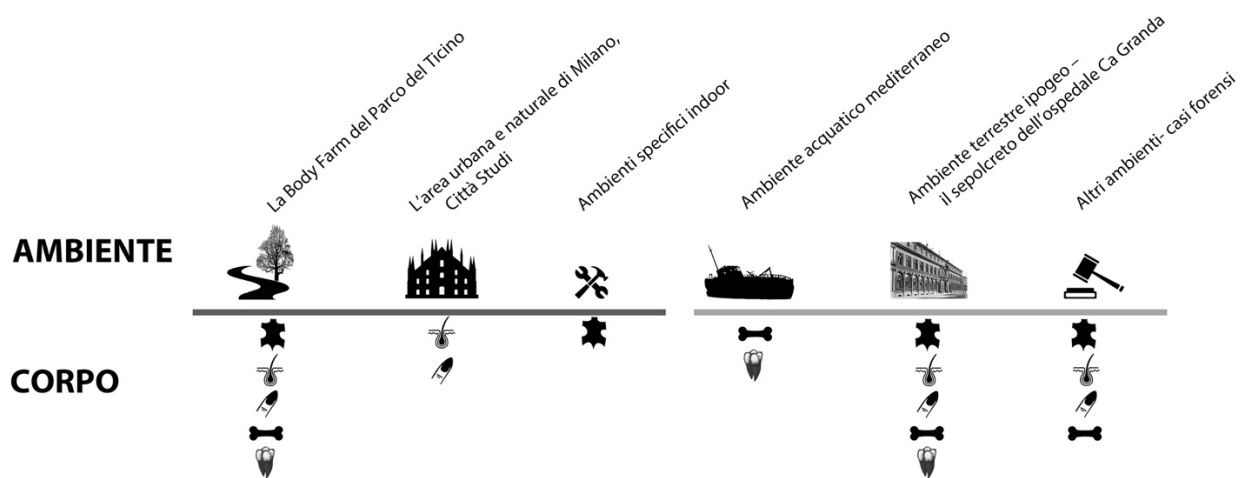 La Body Farm del Parco del Ticino
L'area urbana e naturale di Milano,
Città Studi
Ambienti specifici indoor
Ambiente acquatico mediterraneo
Ambiente terrestre ipogeo –
il sepolcreto dell'ospedale Ca Granda
Altri ambienti- casi forensi
AMBIENTE
CORPO